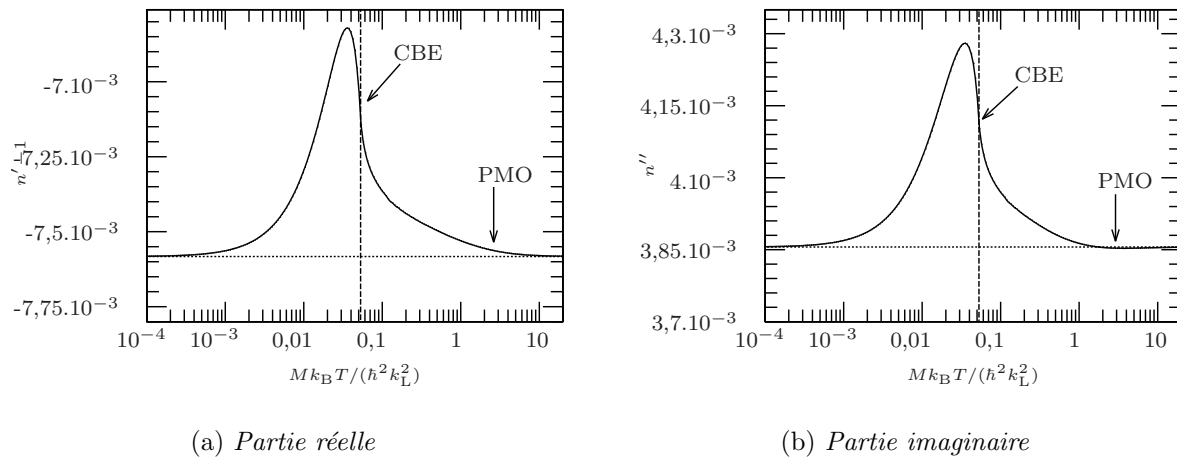 -7.10⁻³
-7,25.10⁻³
-7,5.10⁻³
-7,75.10⁻³
n′ − 1
CBE
PMO
10⁻⁴ 10⁻³ 0,01 0,1 1 10
Mk_BT/(ℏ²k_L²)
(a) Partie réelle
4,3.10⁻³
4,15.10⁻³
4.10⁻³
3,85.10⁻³
3,7.10⁻³
n′′
CBE
PMO
10⁻⁴ 10⁻³ 0,01 0,1 1 10
Mk_BT/(ℏ²k_L²)
(b) Partie imaginaire